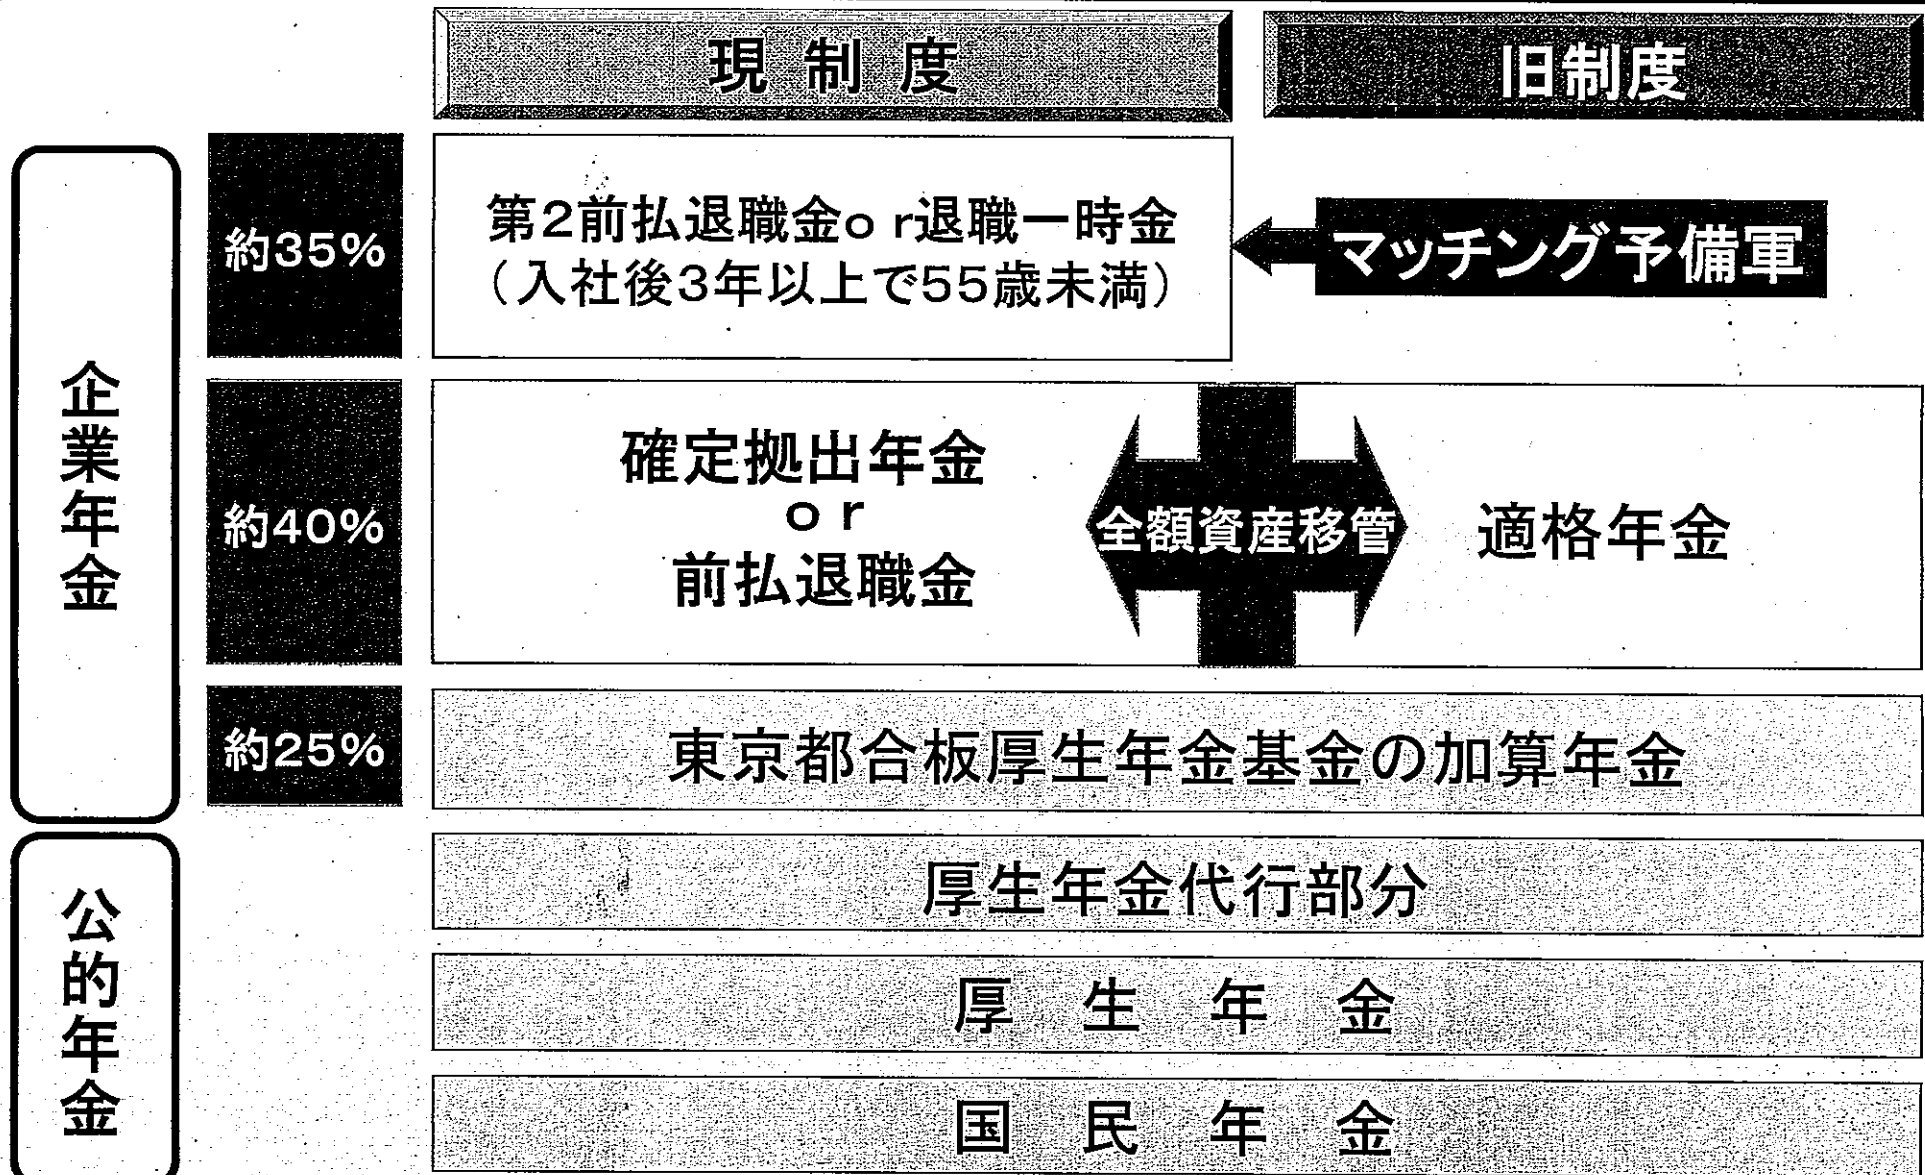 現制度
旧制度
企業年金
約35%
第2前払退職金or退職一時金
(入社後3年以上で55歳未満)
マッチング予備軍
約40%
確定拠出年金
or
前払退職金
全額資産移管
適格年金
約25%
東京都合板厚生年金基金の加算年金
公的年金
厚生年金代行部分
厚生年金
国民年金